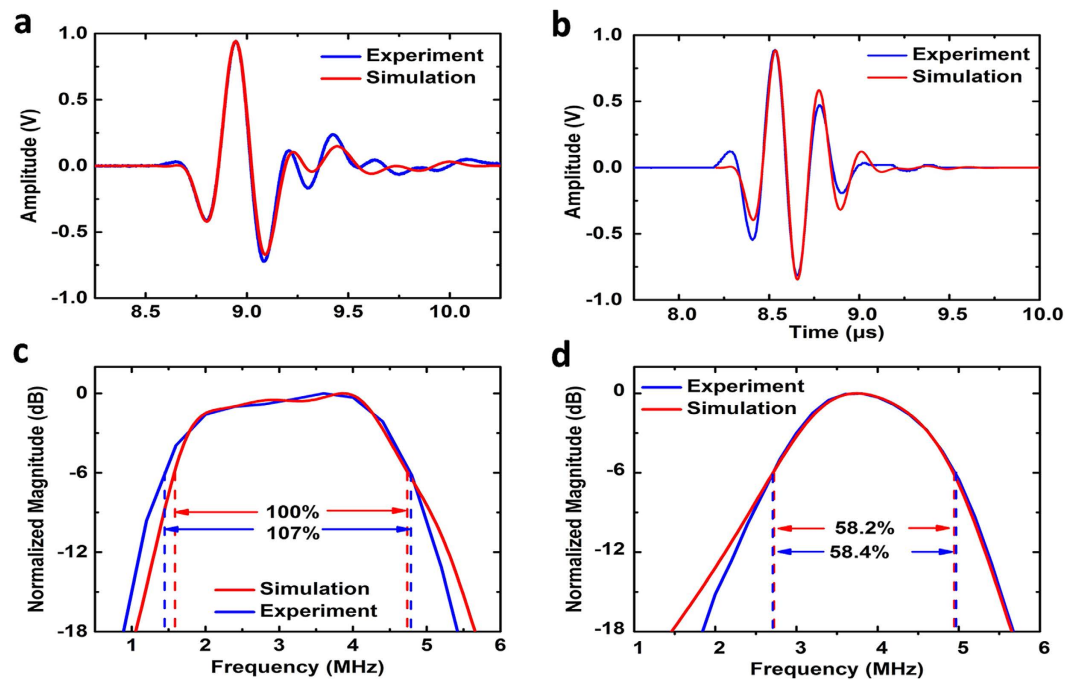 a
1.0
0.5
0.0
-0.5
-1.0
Amplitude (V)
Experiment
Simulation
8.5
9.0
9.5
10.0
b
1.0
0.5
0.0
-0.5
-1.0
Amplitude (V)
Experiment
Simulation
8.0
8.5
9.0
9.5
10.0
Time (μs)
c
0
-6
-12
-18
Normalized Magnitude (dB)
100%
107%
Simulation
Experiment
1
2
3
4
5
6
Frequency (MHz)
d
0
-6
-12
-18
Normalized Magnitude (dB)
Experiment
Simulation
58.2%
58.4%
1
2
3
4
5
6
Frequency (MHz)